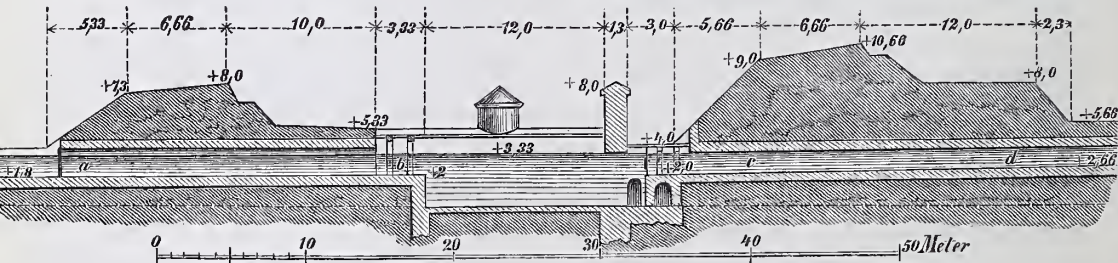 5,33 6,66 10,0 3,33 12,0 1,3 3,0 5,66 6,66 12,0 2,3
+10,66
+9,0
+7,3 +8,0 +8,0 +8,0
+5,33 +5,66
+4,0
+3,33
a b c d
+1,8 +2 +2,0 +2,66
0 10 20 30 40 50 Meter